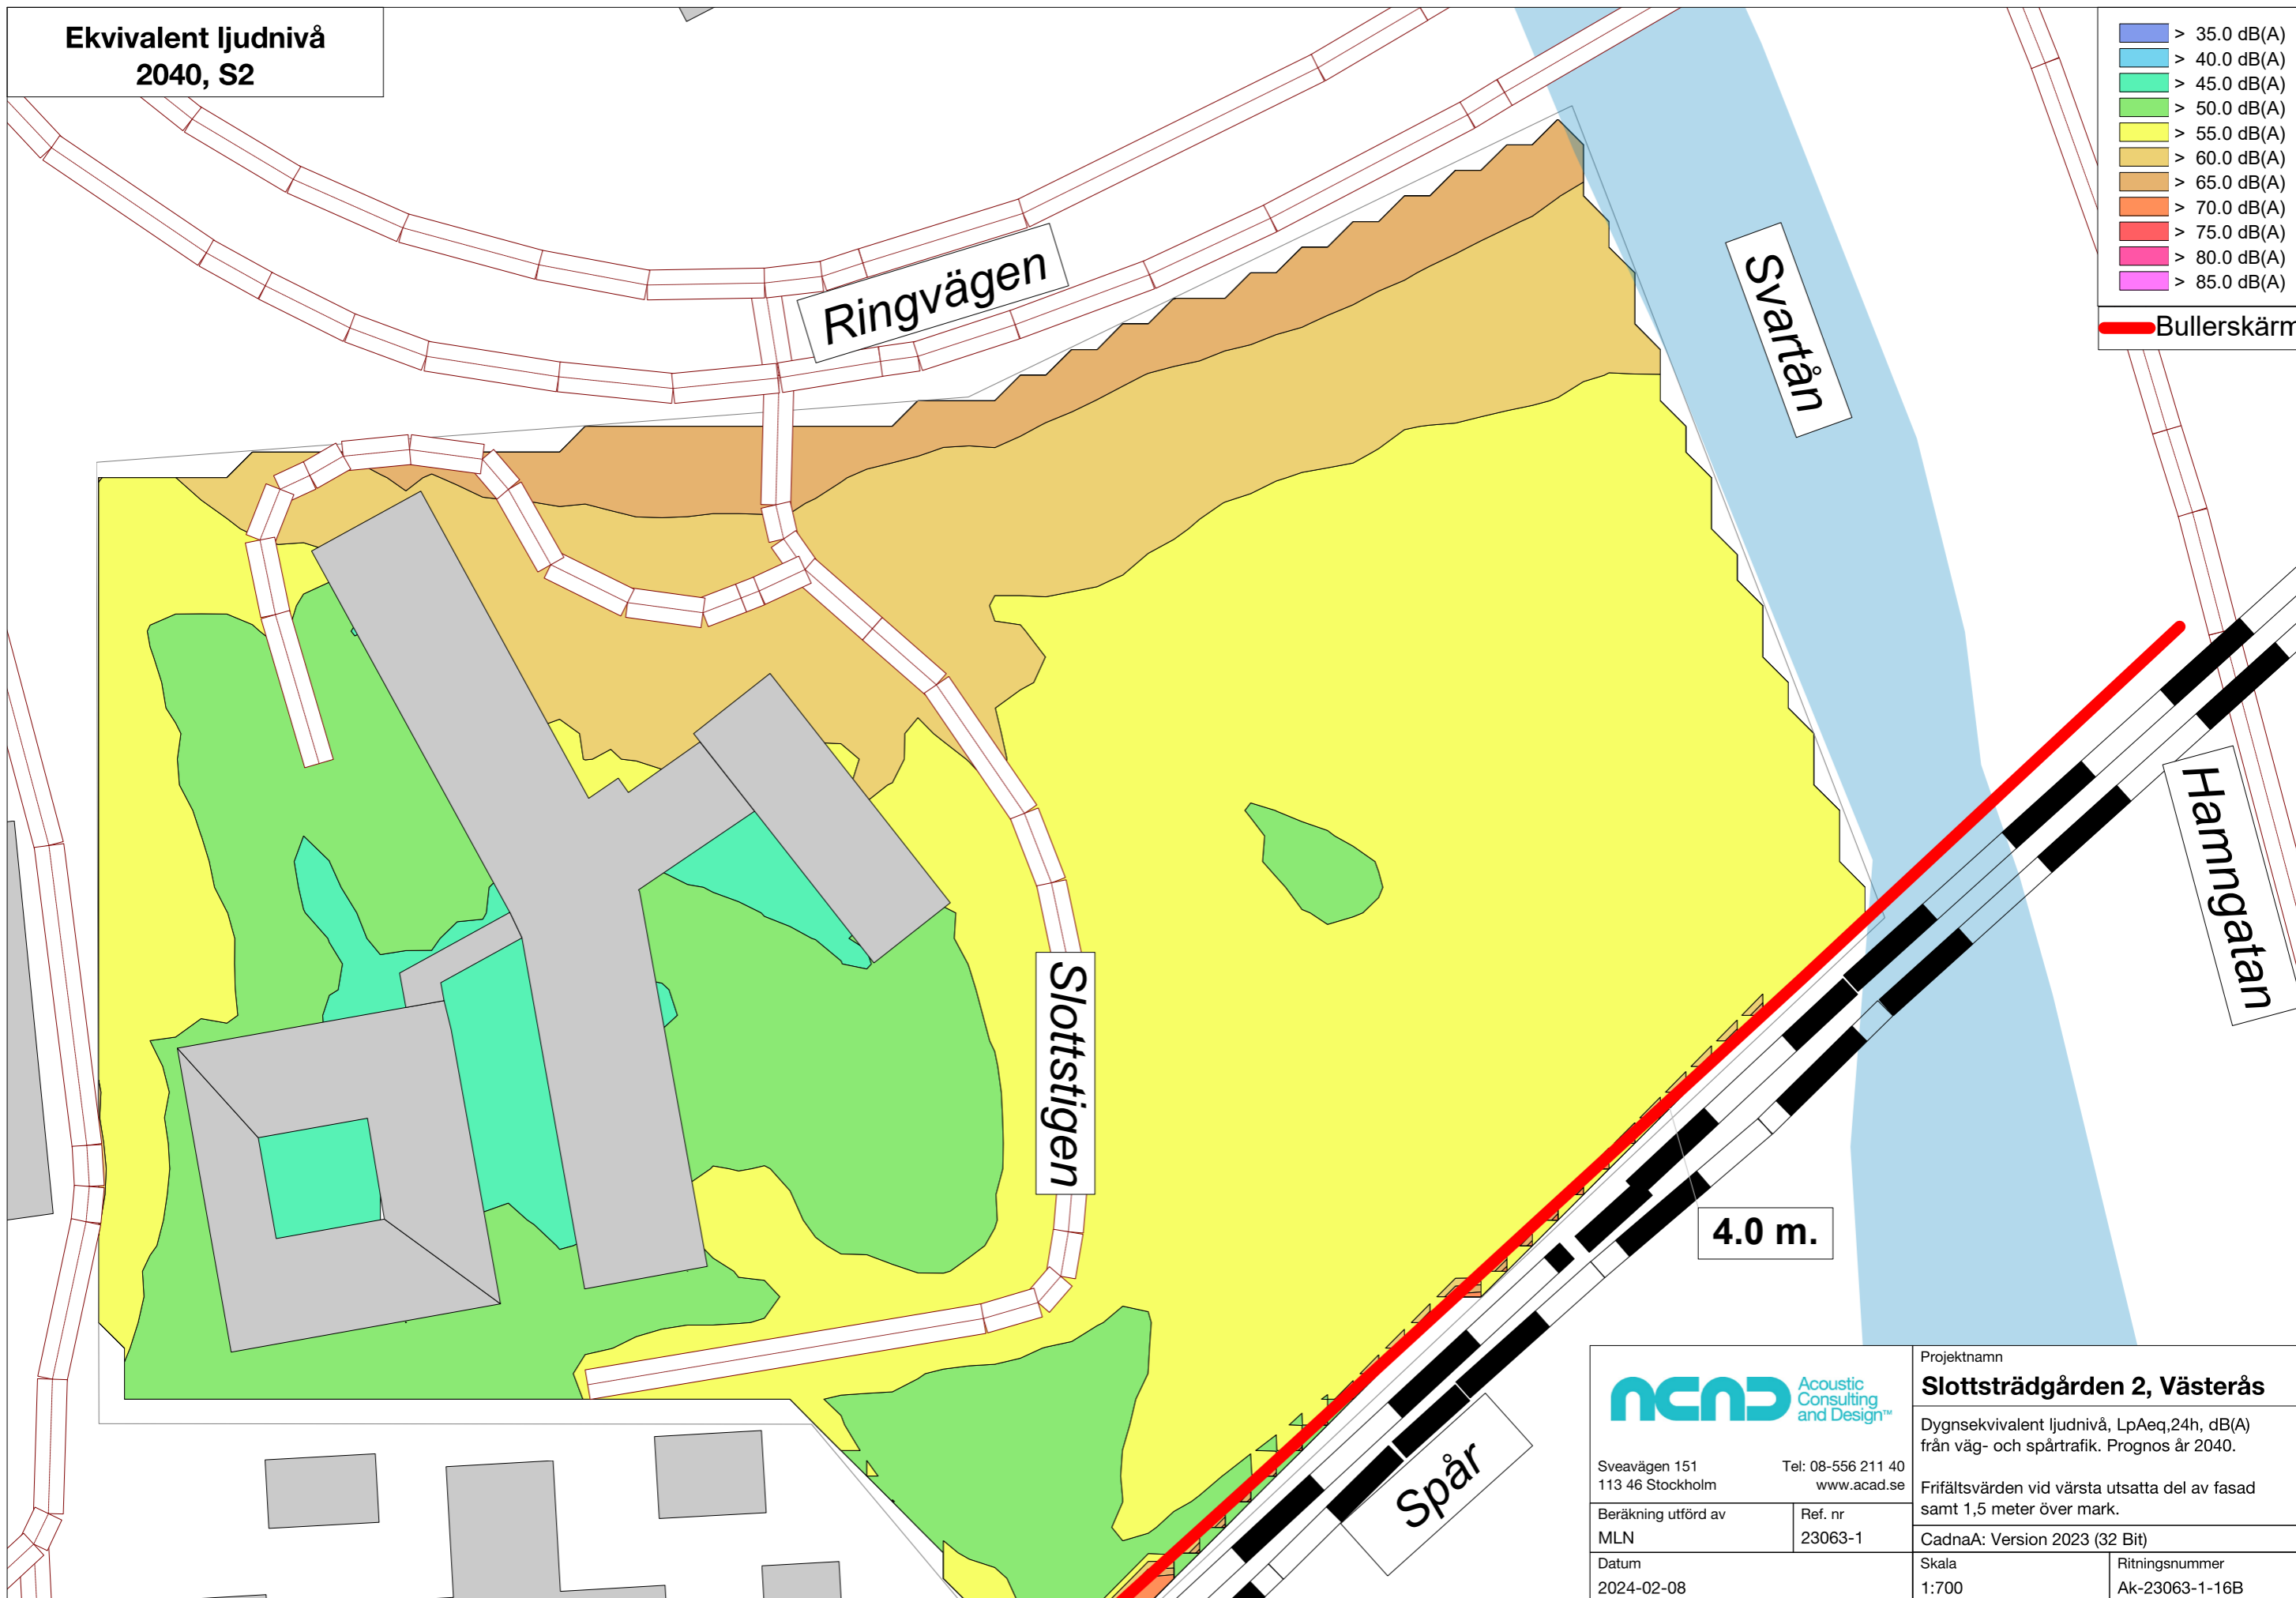 Ekvivalent ljudnivå
2040, S2
> 35.0 dB(A)
> 40.0 dB(A)
> 45.0 dB(A)
> 50.0 dB(A)
> 55.0 dB(A)
> 60.0 dB(A)
> 65.0 dB(A)
> 70.0 dB(A)
> 75.0 dB(A)
> 80.0 dB(A)
> 85.0 dB(A)
Bullerskärm
Ringvägen
Svartån
Hamngatan
Slottstigen
4.0 m.
Spår
ACAD
Acoustic
Consulting
and Design™
Sveavägen 151
113 46 Stockholm
Tel: 08-556 211 40
www.acad.se
Beräkning utförd av
MLN
Ref. nr
23063-1
Datum
2024-02-08
Projektnamn
Slottsträdgården 2, Västerås
Dygnsekvivalent ljudnivå, LpAeq,24h, dB(A)
från väg- och spårtrafik. Prognos år 2040.
Frifältsvärden vid värsta utsatta del av fasad
samt 1,5 meter över mark.
CadnaA: Version 2023 (32 Bit)
Skala
1:700
Ritningsnummer
Ak-23063-1-16B